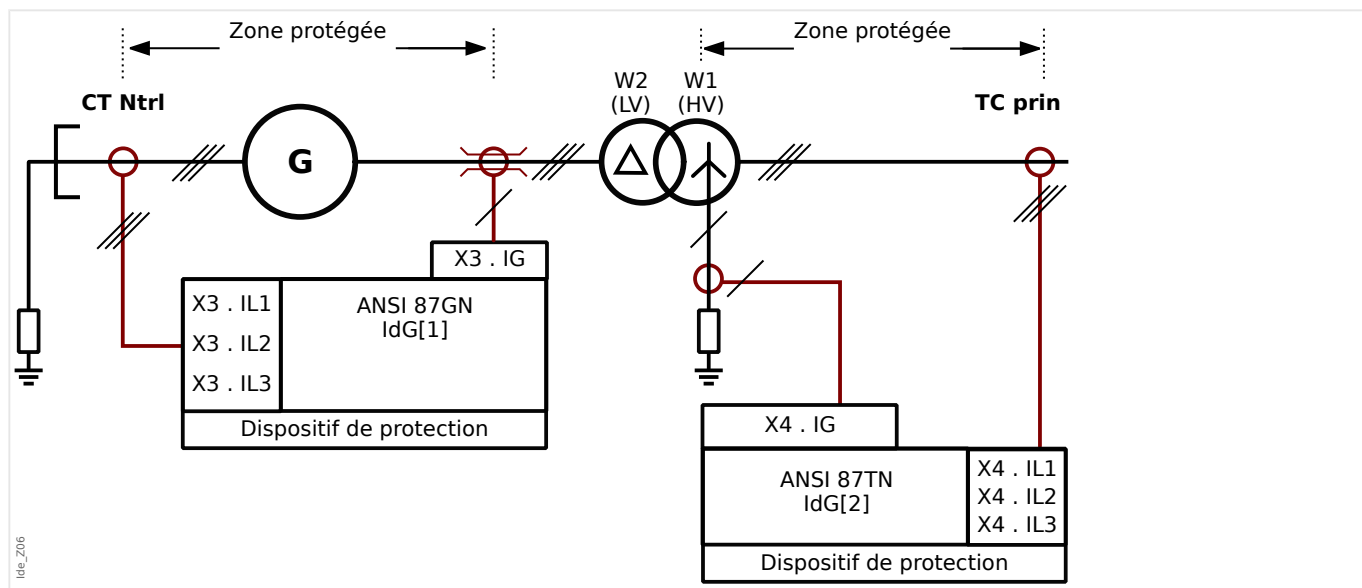 Zone protégée
Zone protégée
W2
(LV)
W1
(HV)
CT Ntrl
TC prin
G
X3 . IG
X3 . IL1
X3 . IL2
X3 . IL3
ANSI 87GN
IdG[1]
Dispositif de protection
X4 . IG
ANSI 87TN
IdG[2]
X4 . IL1
X4 . IL2
X4 . IL3
Dispositif de protection
Ide_Z06